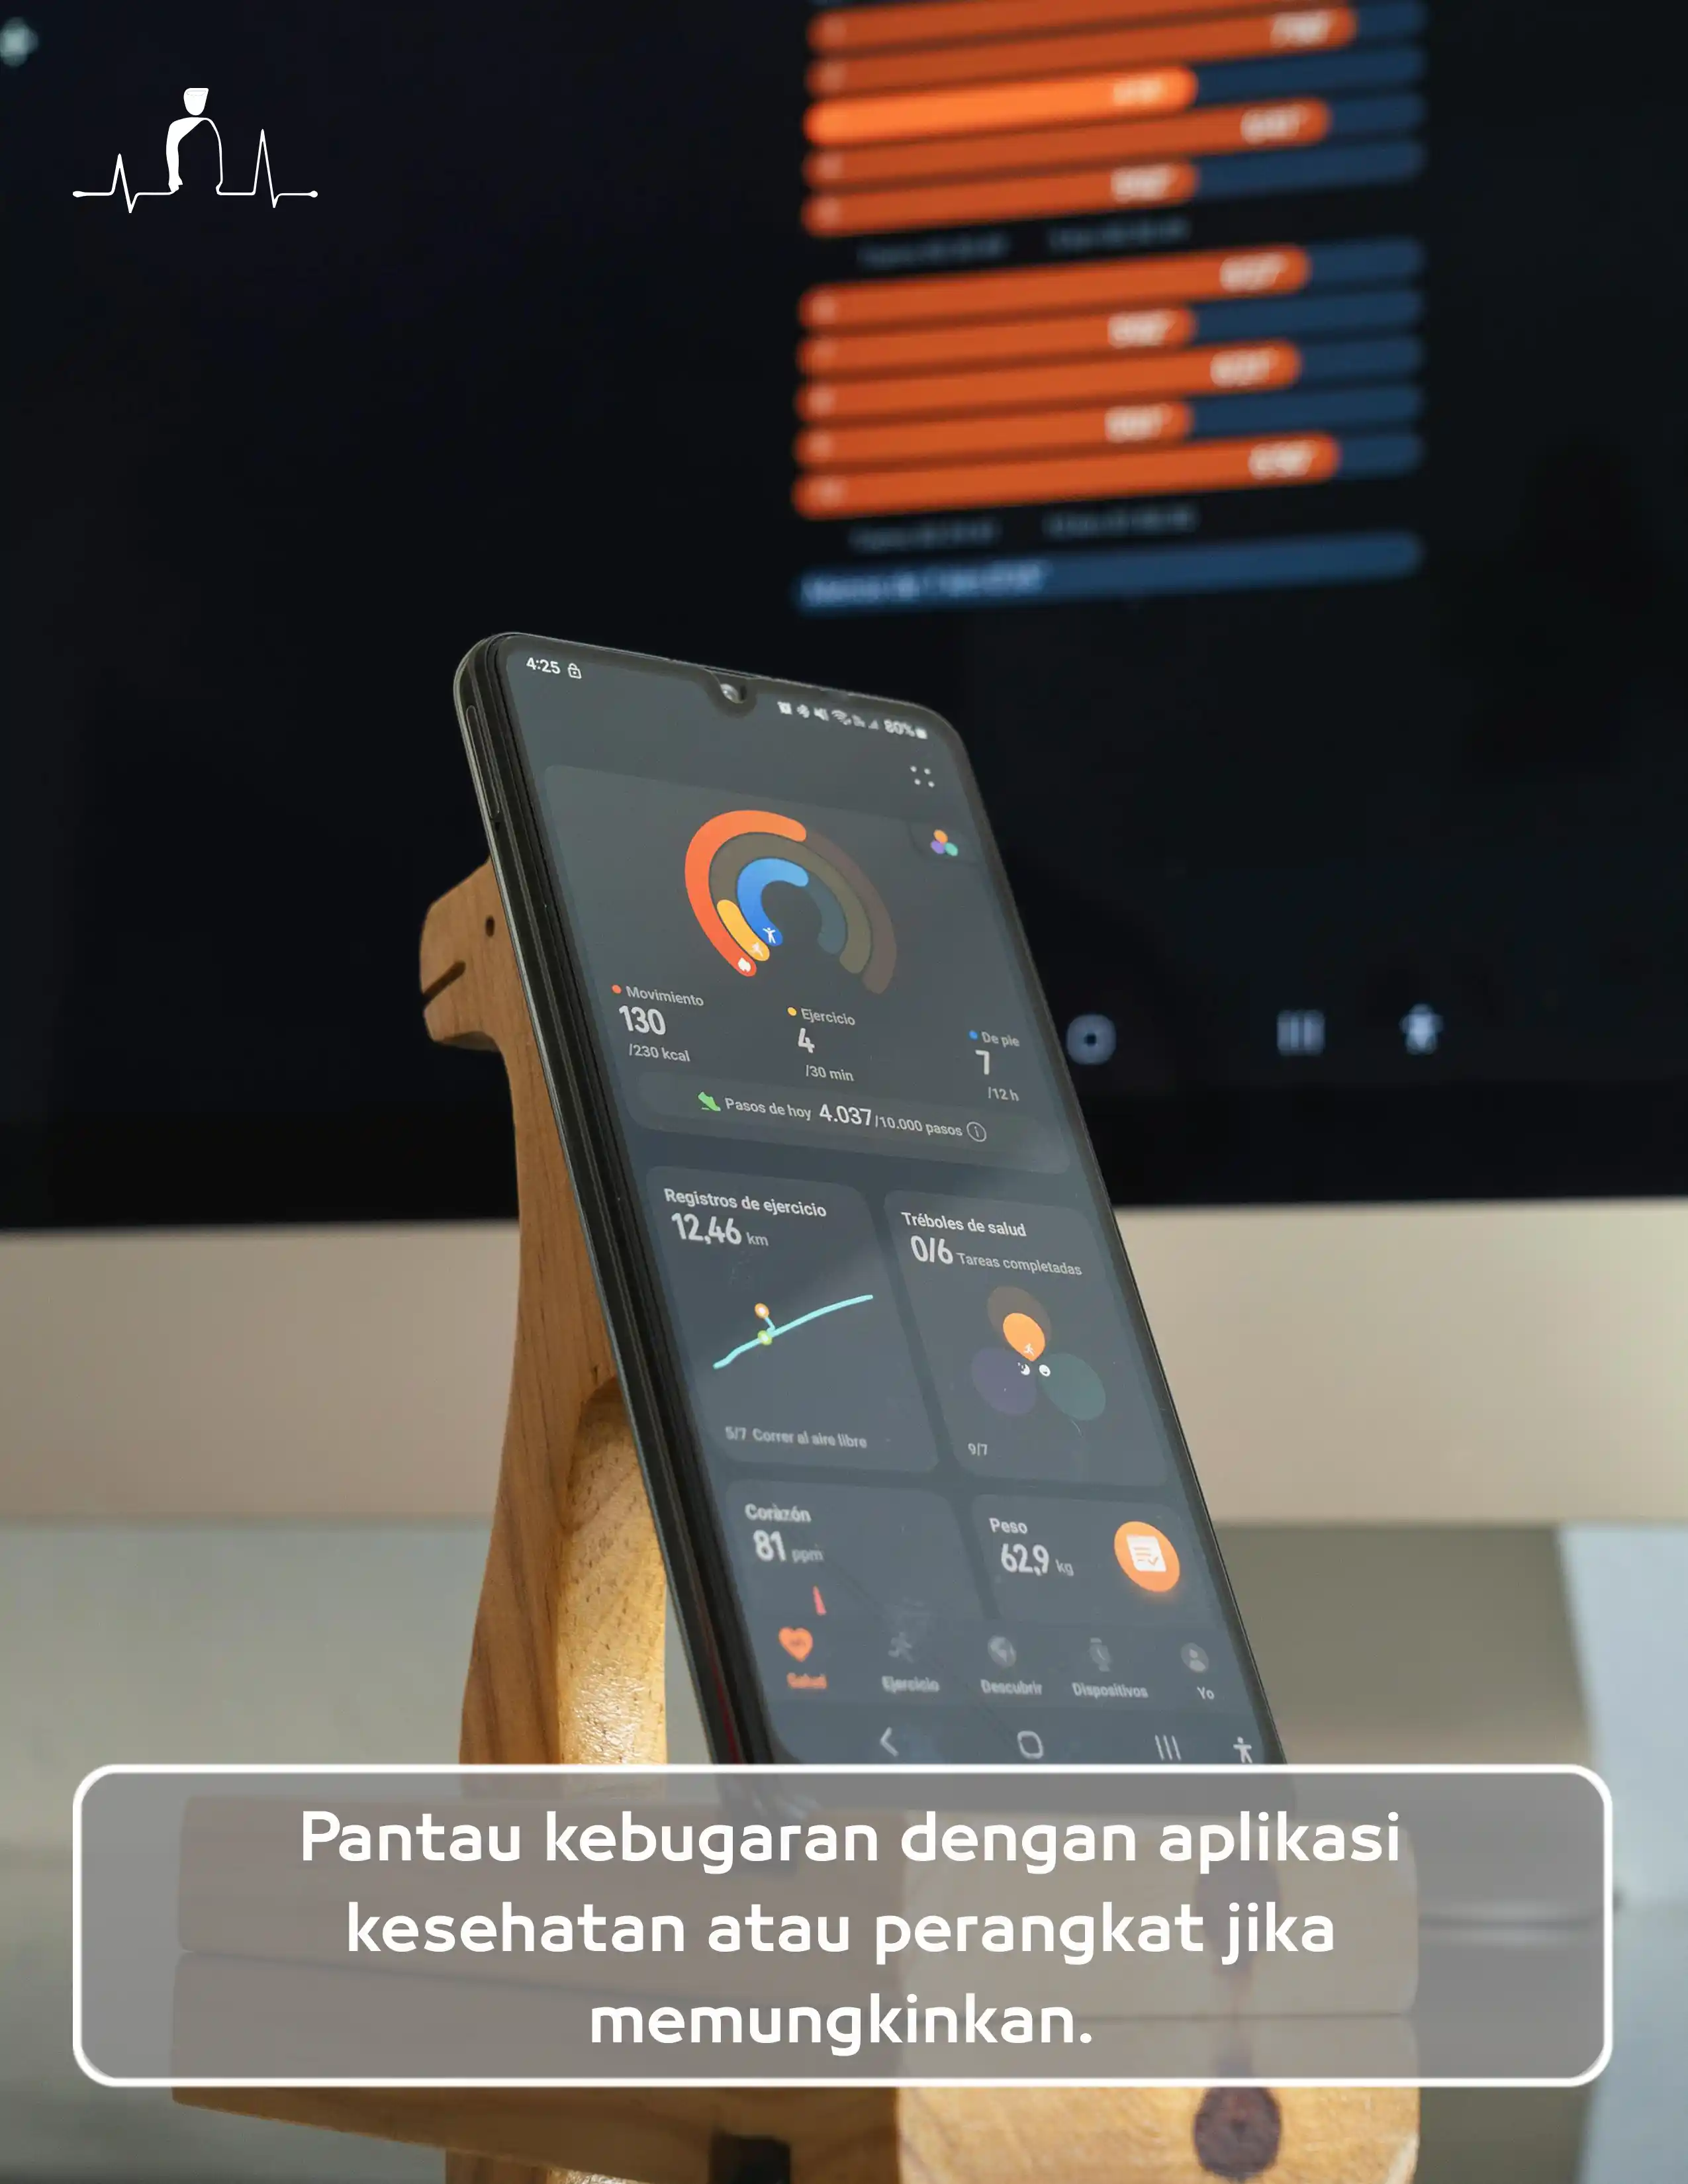 4:25
80%
Movimiento
130
/230 kcal
Ejercicio
4
/30 min
De pie
7
/12 h
Pasos de hoy 4.037/10.000 pasos
Registros de ejercicio
12,46 km
5/7 Correr al aire libre
Tréboles de salud
0/6 Tareas completadas
9/7
Corazón
81 ppm
Peso
62,9 kg
Salud
Ejercicio
Descubrir
Dispositivos
Yo
Pantau kebugaran dengan aplikasi
kesehatan atau perangkat jika
memungkinkan.